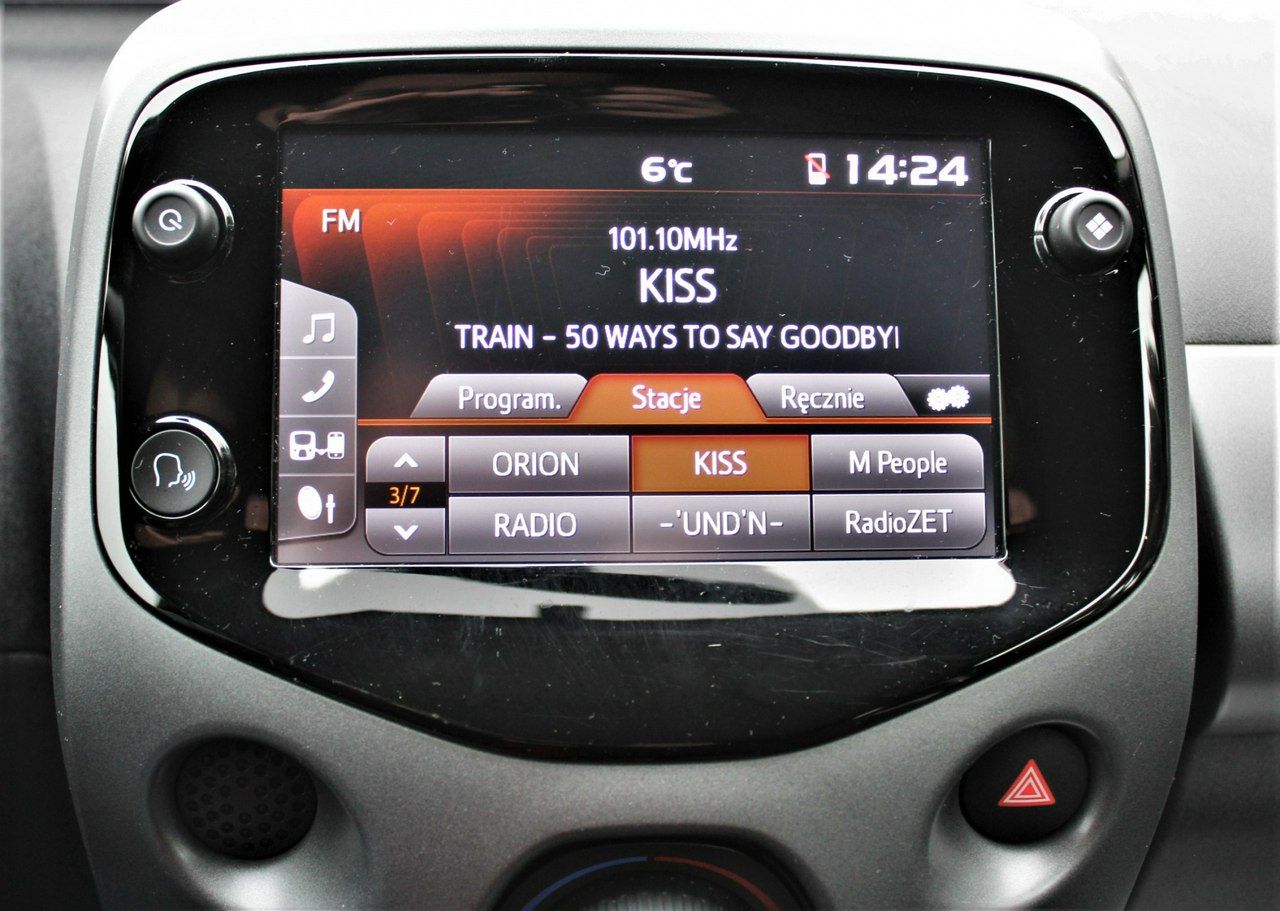 6°C 14:24
FM
101.10MHz
KISS
TRAIN - 50 WAYS TO SAY GOODBY
Program. Stacje Ręcznie
ORION KISS M People
3/7
RADIO -'UND'N- RadioZET